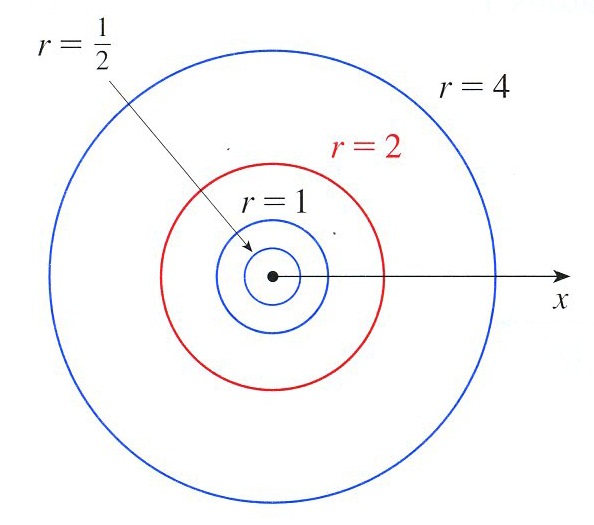 r = 1/2
r = 4
r = 2
r = 1
x